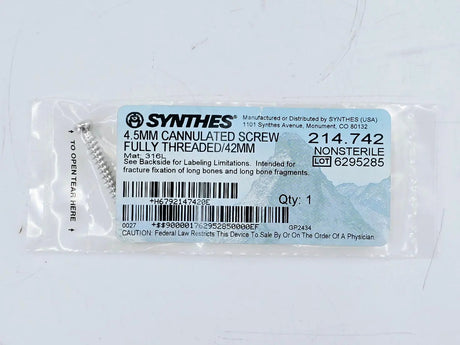 SYNTHES®
Manufactured or Distributed by SYNTHES (USA)
1101 Synthes Avenue, Monument, CO 80132
4.5MM CANNULATED SCREW
FULLY THREADED/42MM
214.742
NONSTERILE
LOT 6295285
Mat. 316L
See Backside for Labeling Limitations. Intended for
fracture fixation of long bones and long bone fragments.
Qty: 1
+H6792147420E
0027
+$$9000017629528500000EF
GP2434
CAUTION: Federal Law Restricts This Device To Sale By Or On The Order Of A Physician.
TO OPEN TEAR HERE